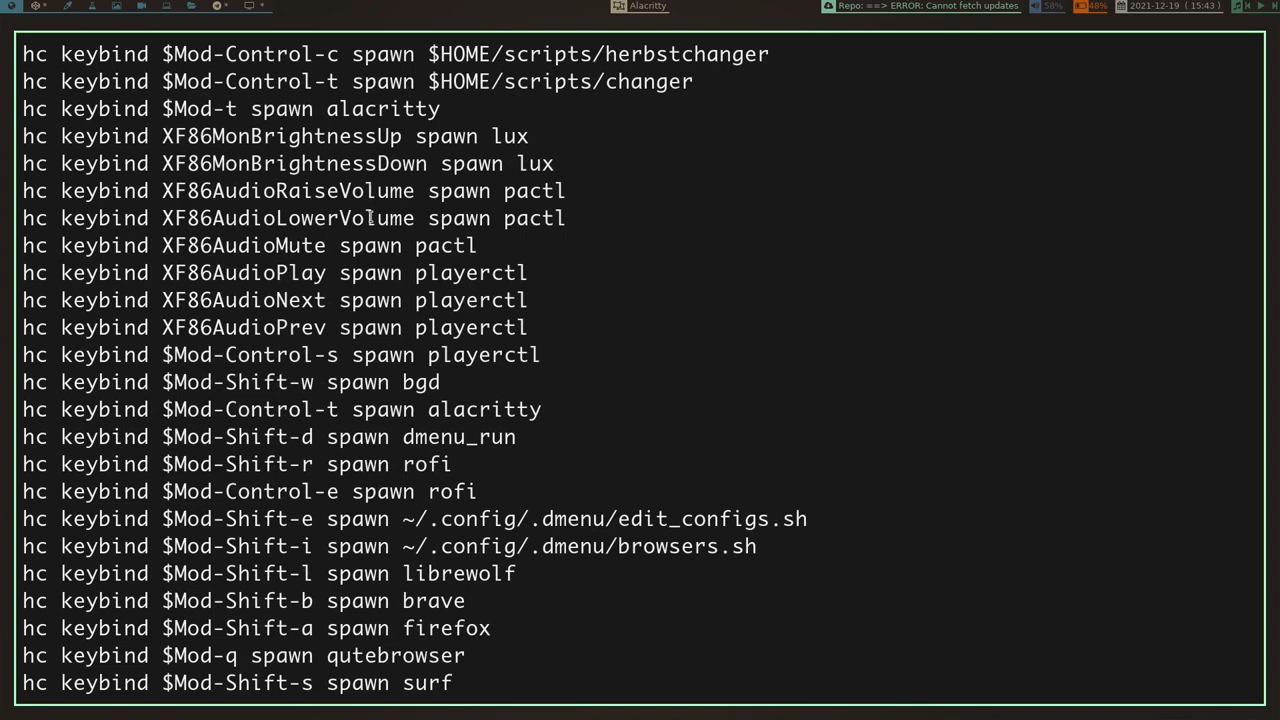 Alacritty
Repo: ==> ERROR: Cannot fetch updates
58%
48%
2021-12-19 ( 15:43)
hc keybind $Mod-Control-c spawn $HOME/scripts/herbstchanger
hc keybind $Mod-Control-t spawn $HOME/scripts/changer
hc keybind $Mod-t spawn alacritty
hc keybind XF86MonBrightnessUp spawn lux
hc keybind XF86MonBrightnessDown spawn lux
hc keybind XF86AudioRaiseVolume spawn pactl
hc keybind XF86AudioLowerVolume spawn pactl
hc keybind XF86AudioMute spawn pactl
hc keybind XF86AudioPlay spawn playerctl
hc keybind XF86AudioNext spawn playerctl
hc keybind XF86AudioPrev spawn playerctl
hc keybind $Mod-Control-s spawn playerctl
hc keybind $Mod-Shift-w spawn bgd
hc keybind $Mod-Control-t spawn alacritty
hc keybind $Mod-Shift-d spawn dmenu_run
hc keybind $Mod-Shift-r spawn rofi
hc keybind $Mod-Control-e spawn rofi
hc keybind $Mod-Shift-e spawn ~/.config/.dmenu/edit_configs.sh
hc keybind $Mod-Shift-i spawn ~/.config/.dmenu/browsers.sh
hc keybind $Mod-Shift-l spawn librewolf
hc keybind $Mod-Shift-b spawn brave
hc keybind $Mod-Shift-a spawn firefox
hc keybind $Mod-q spawn qutebrowser
hc keybind $Mod-Shift-s spawn surf